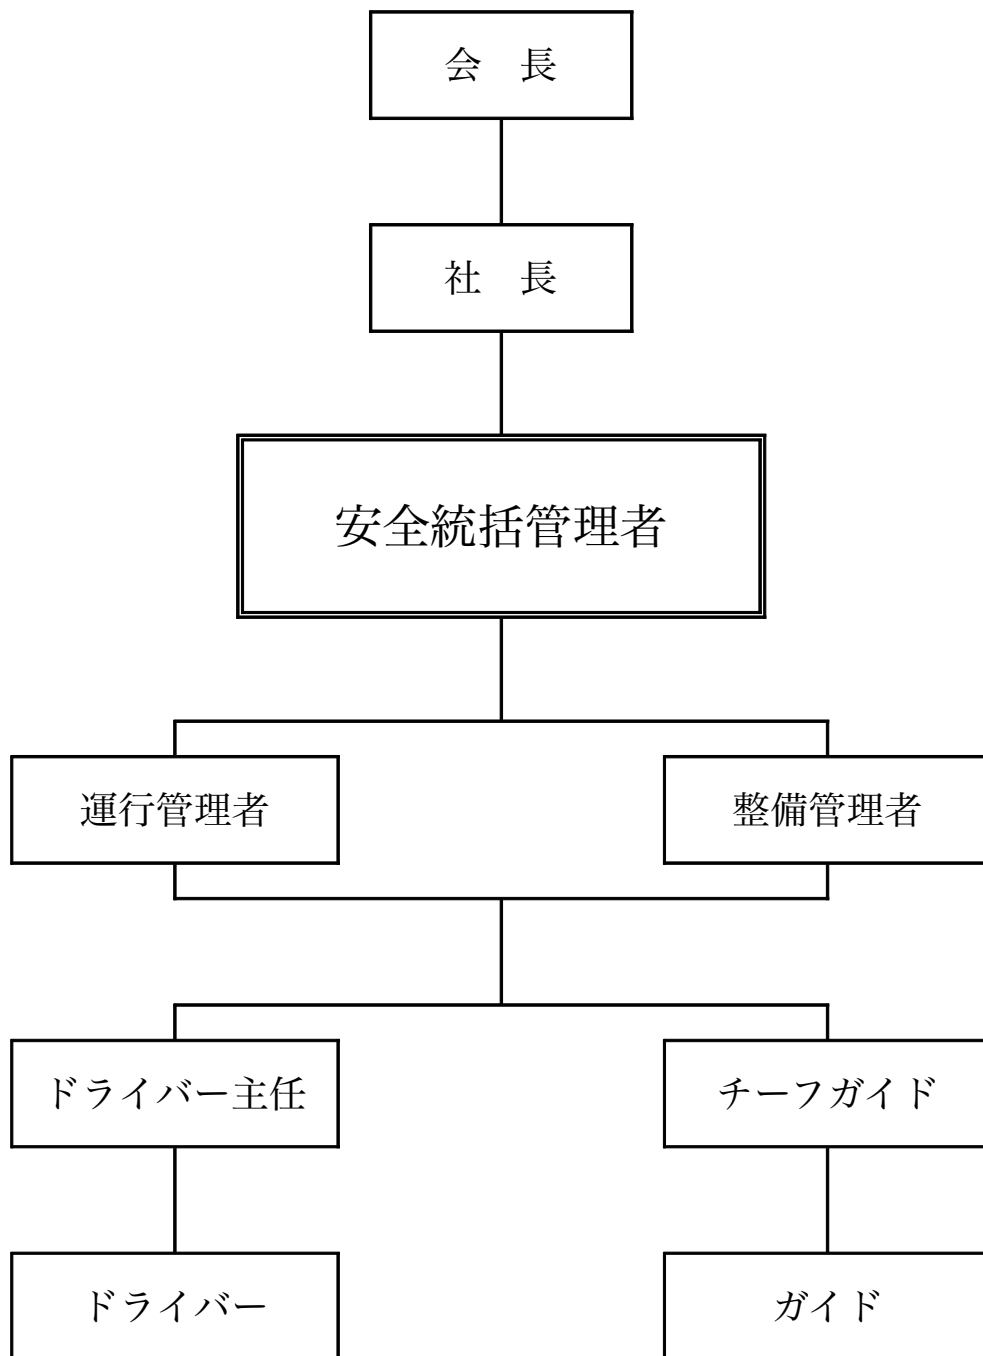 会　長
社　長
安全統括管理者
運行管理者
整備管理者
ドライバー主任
チーフガイド
ドライバー
ガイド